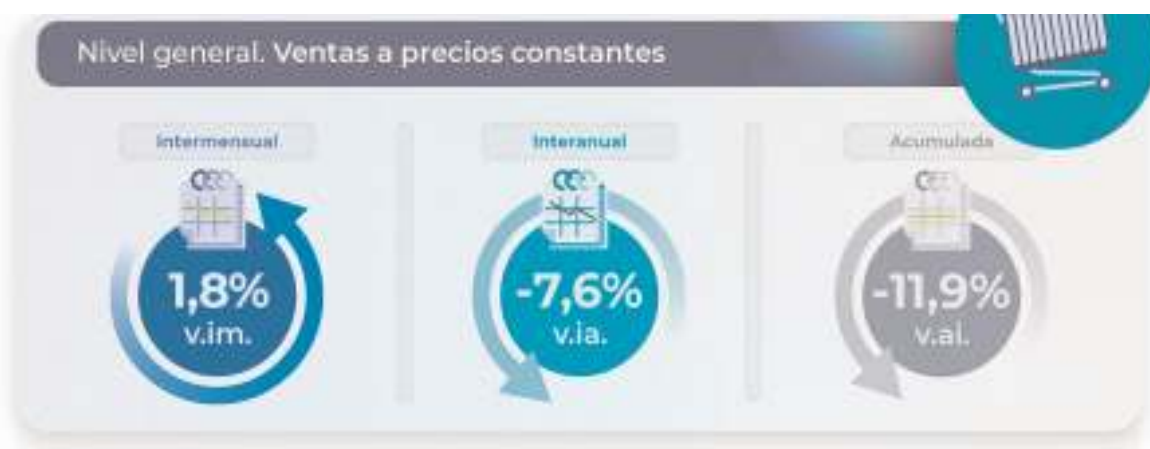 Nivel general. Ventas a precios constantes
Intermensual
Interanual
Acumulada
1,8%
v.im.
-7,6%
v.ia.
-11,9%
v.al.